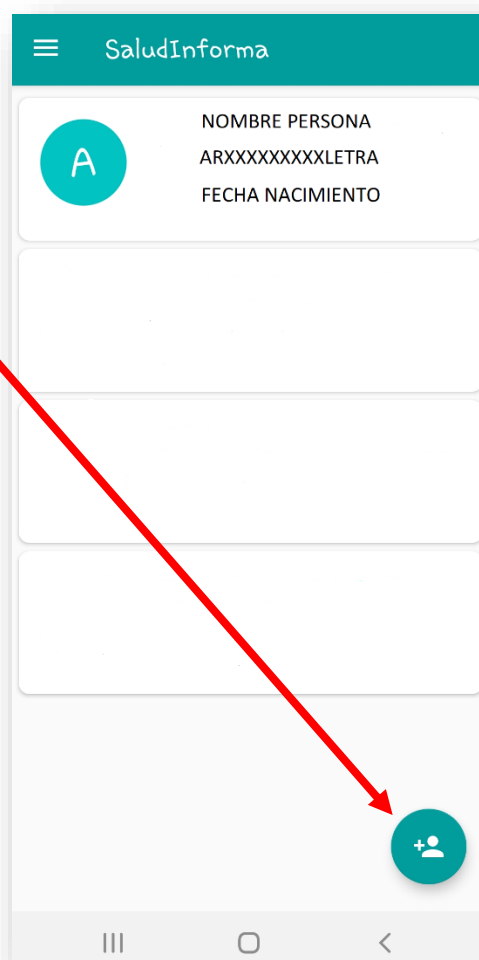 SaludInforma
A
NOMBRE PERSONA
ARXXXXXXXXXLETRA
FECHA NACIMIENTO